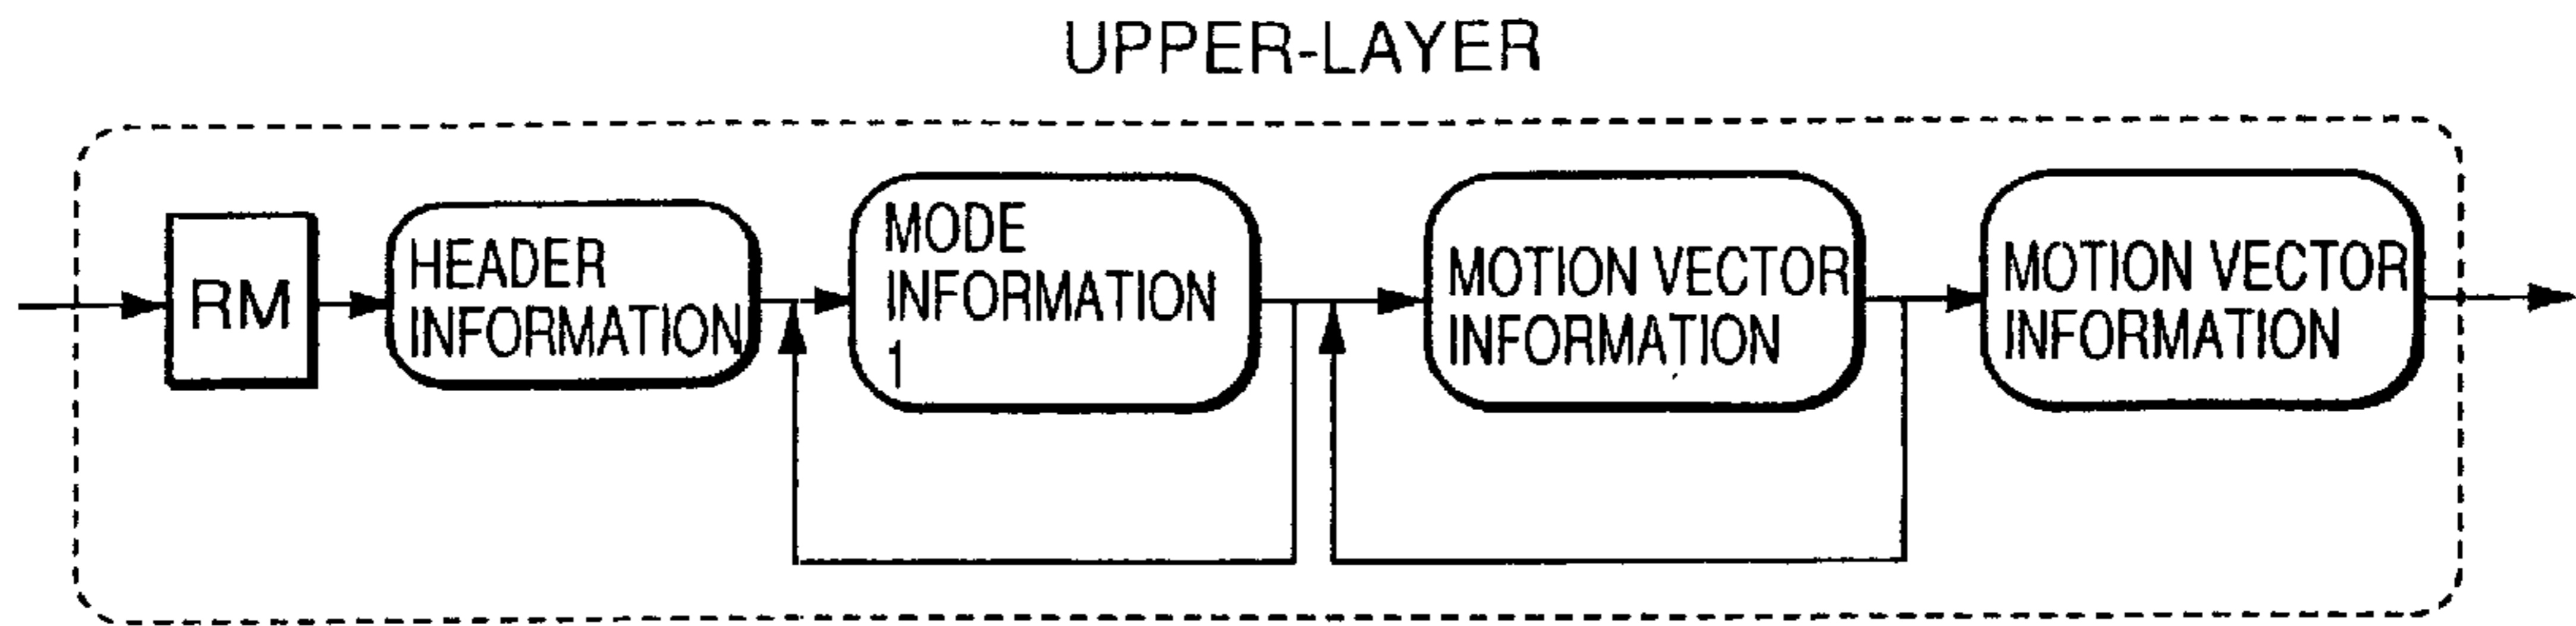 UPPER-LAYER
RM
HEADER
INFORMATION
MODE
INFORMATION
1
MOTION VECTOR
INFORMATION
MOTION VECTOR
INFORMATION